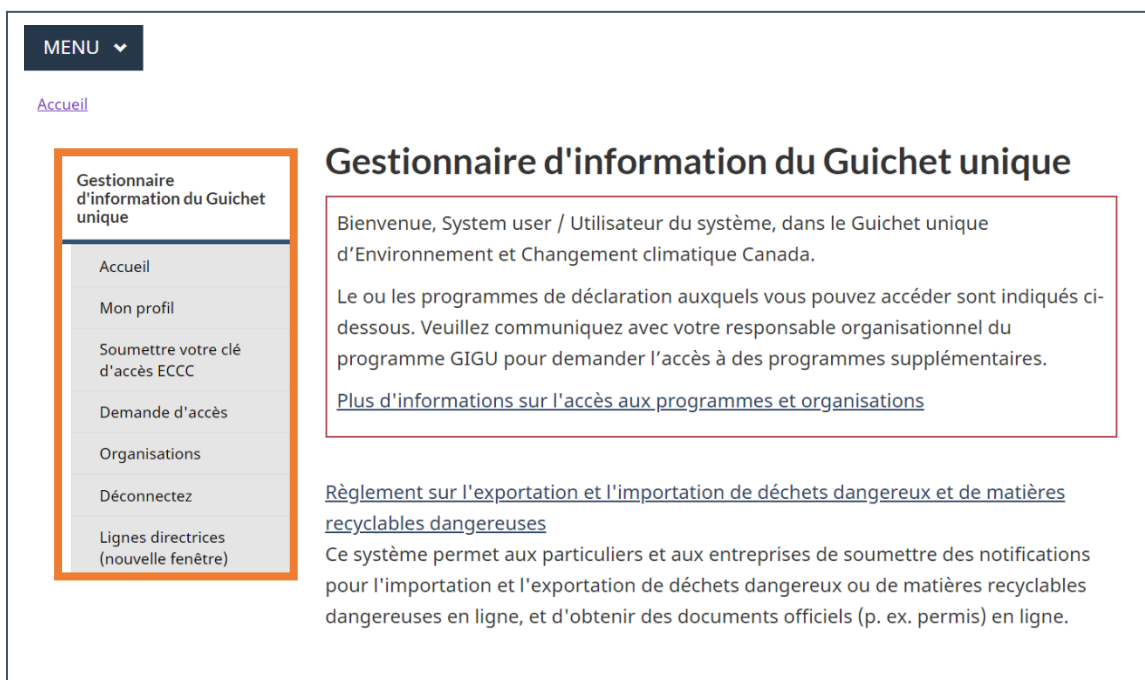 MENU
Accueil
Gestionnaire
d'information du Guichet
unique
Accueil
Mon profil
Soumettre votre clé
d'accès ECCC
Demande d'accès
Organisations
Déconnectez
Lignes directrices
(nouvelle fenêtre)
Gestionnaire d'information du Guichet unique
Bienvenue, System user / Utilisateur du système, dans le Guichet unique
d’Environnement et Changement climatique Canada.
Le ou les programmes de déclaration auxquels vous pouvez accéder sont indiqués ci-
dessous. Veuillez communiquez avec votre responsable organisationnel du
programme GIGU pour demander l’accès à des programmes supplémentaires.
Plus d'informations sur l'accès aux programmes et organisations
Règlement sur l'exportation et l'importation de déchets dangereux et de matières
recyclables dangereuses
Ce système permet aux particuliers et aux entreprises de soumettre des notifications
pour l'importation et l'exportation de déchets dangereux ou de matières recyclables
dangereuses en ligne, et d'obtenir des documents officiels (p. ex. permis) en ligne.